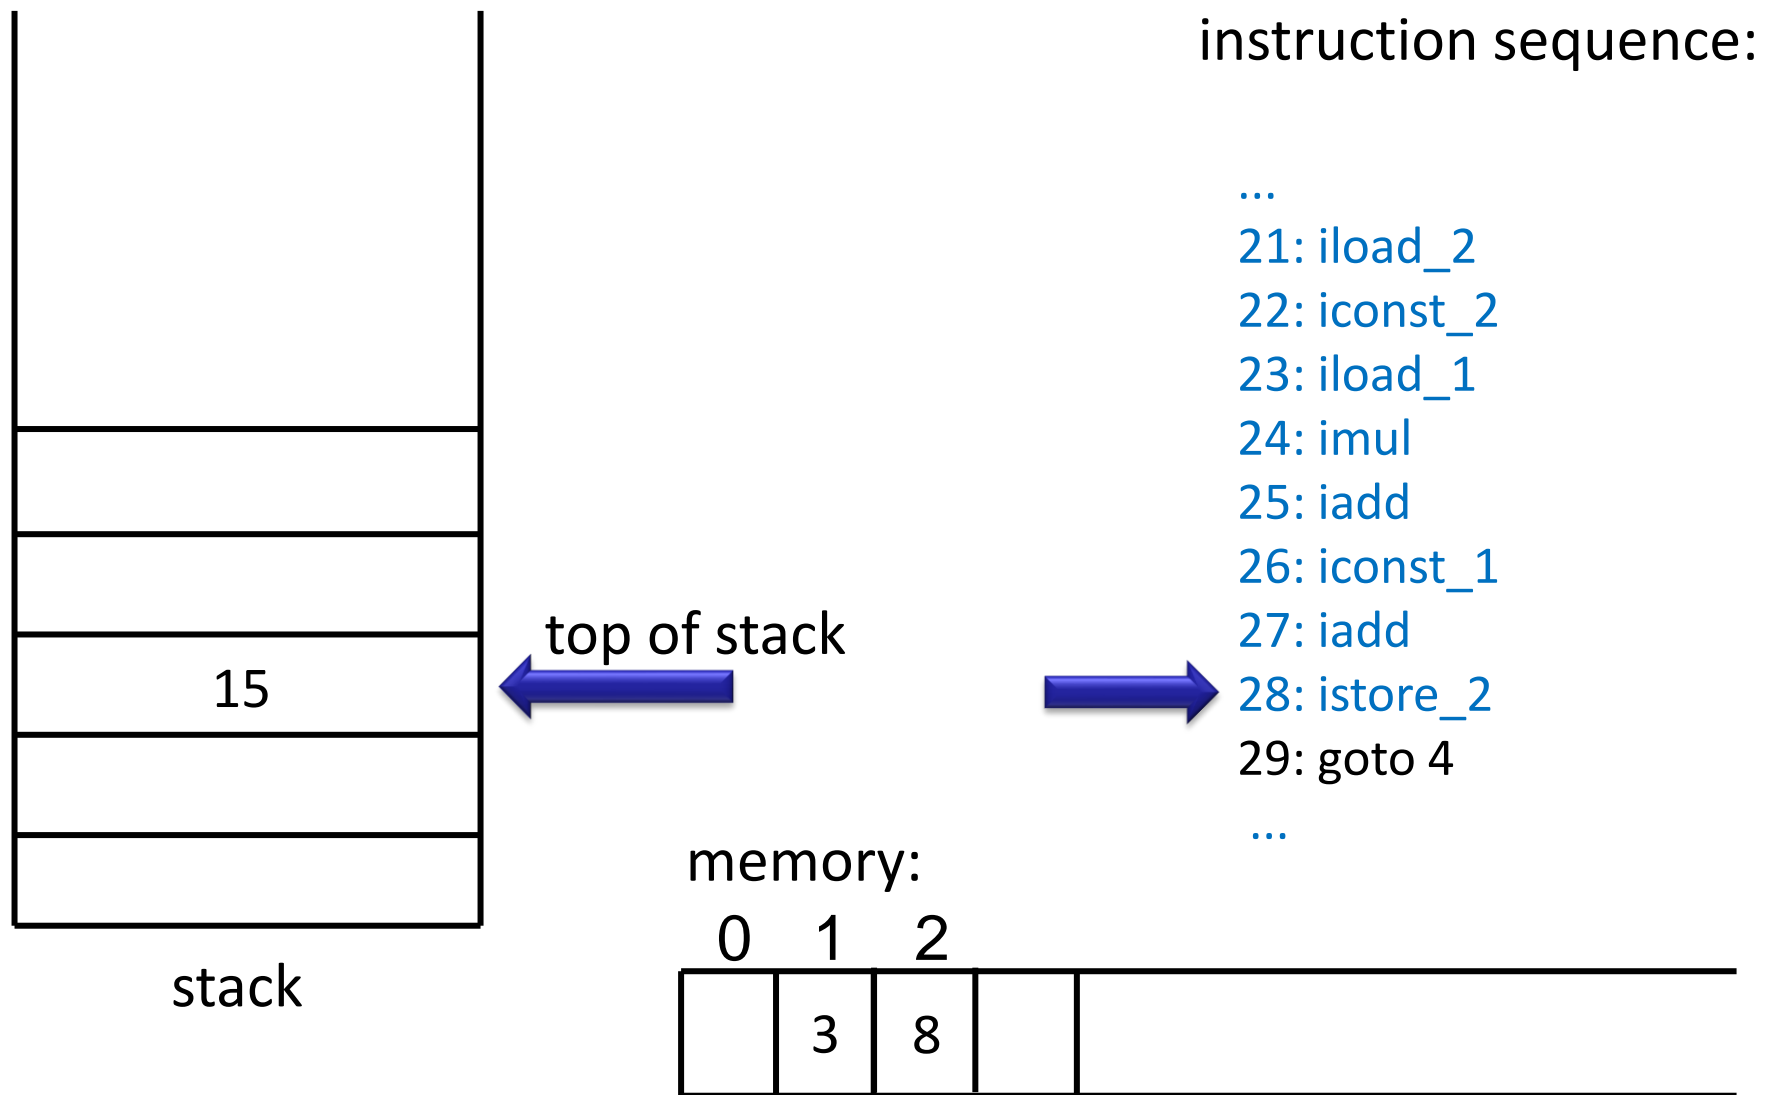 instruction sequence:
...
21: iload_2
22: iconst_2
23: iload_1
24: imul
25: iadd
26: iconst_1
27: iadd
28: istore_2
29: goto 4
...
top of stack
15
stack
memory:
0 1 2
3 8